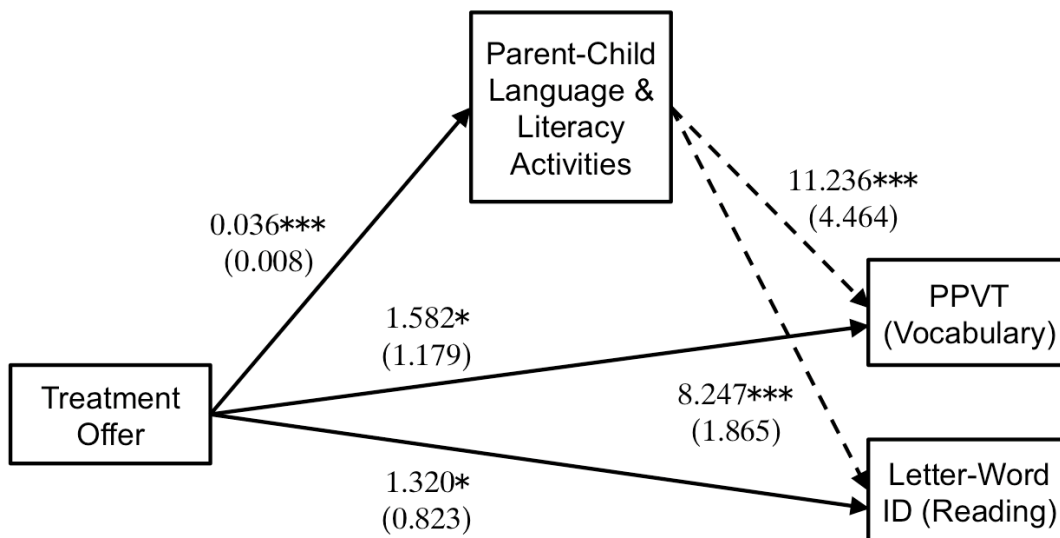 Parent-Child
Language &
Literacy
Activities
11.236***
(4.464)
0.036***
(0.008)
PPVT
(Vocabulary)
1.582*
(1.179)
Treatment
Offer
8.247***
(1.865)
Letter-Word
ID (Reading)
1.320*
(0.823)